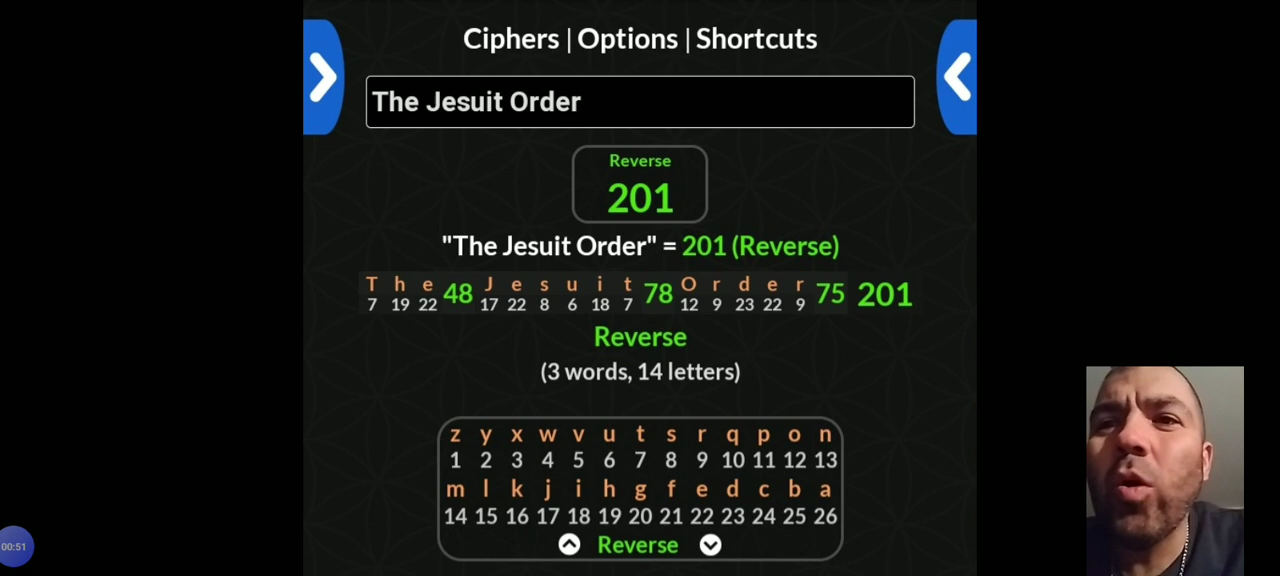 Ciphers | Options | Shortcuts
The Jesuit Order
Reverse
201
"The Jesuit Order" = 201 (Reverse)
T h e 48 J e s u i t 78 O r d e r 75 201
7 19 22 17 22 8 6 18 7 12 9 23 22 9
Reverse
(3 words, 14 letters)
z y x w v u t s r q p o n
1 2 3 4 5 6 7 8 9 10 11 12 13
m l k j i h g f e d c b a
14 15 16 17 18 19 20 21 22 23 24 25 26
Reverse
00:51